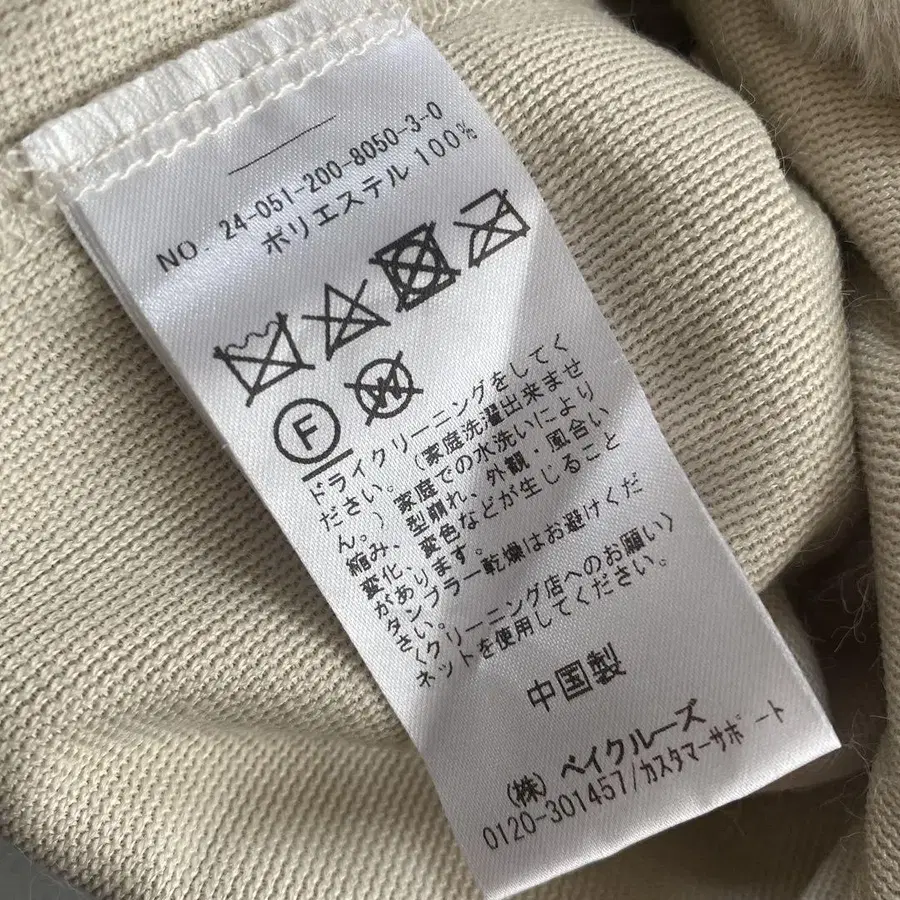 NO. 24-051-200-8050-3-0
ポリエステル 100%
F
W
ドライクリーニングをしてく
ださい。(家庭洗濯出来ませ
ん。) 家庭での水洗いにより
縮み、型崩れ、外観・風合い
変化、変色などが生じること
があります。
タンブラー乾燥はお避けくだ
さい。
〈クリーニング店へのお願い〉
ネットを使用してください。
中国製
(株) ベイクルーズ
0120-301457/カスタマーサポート